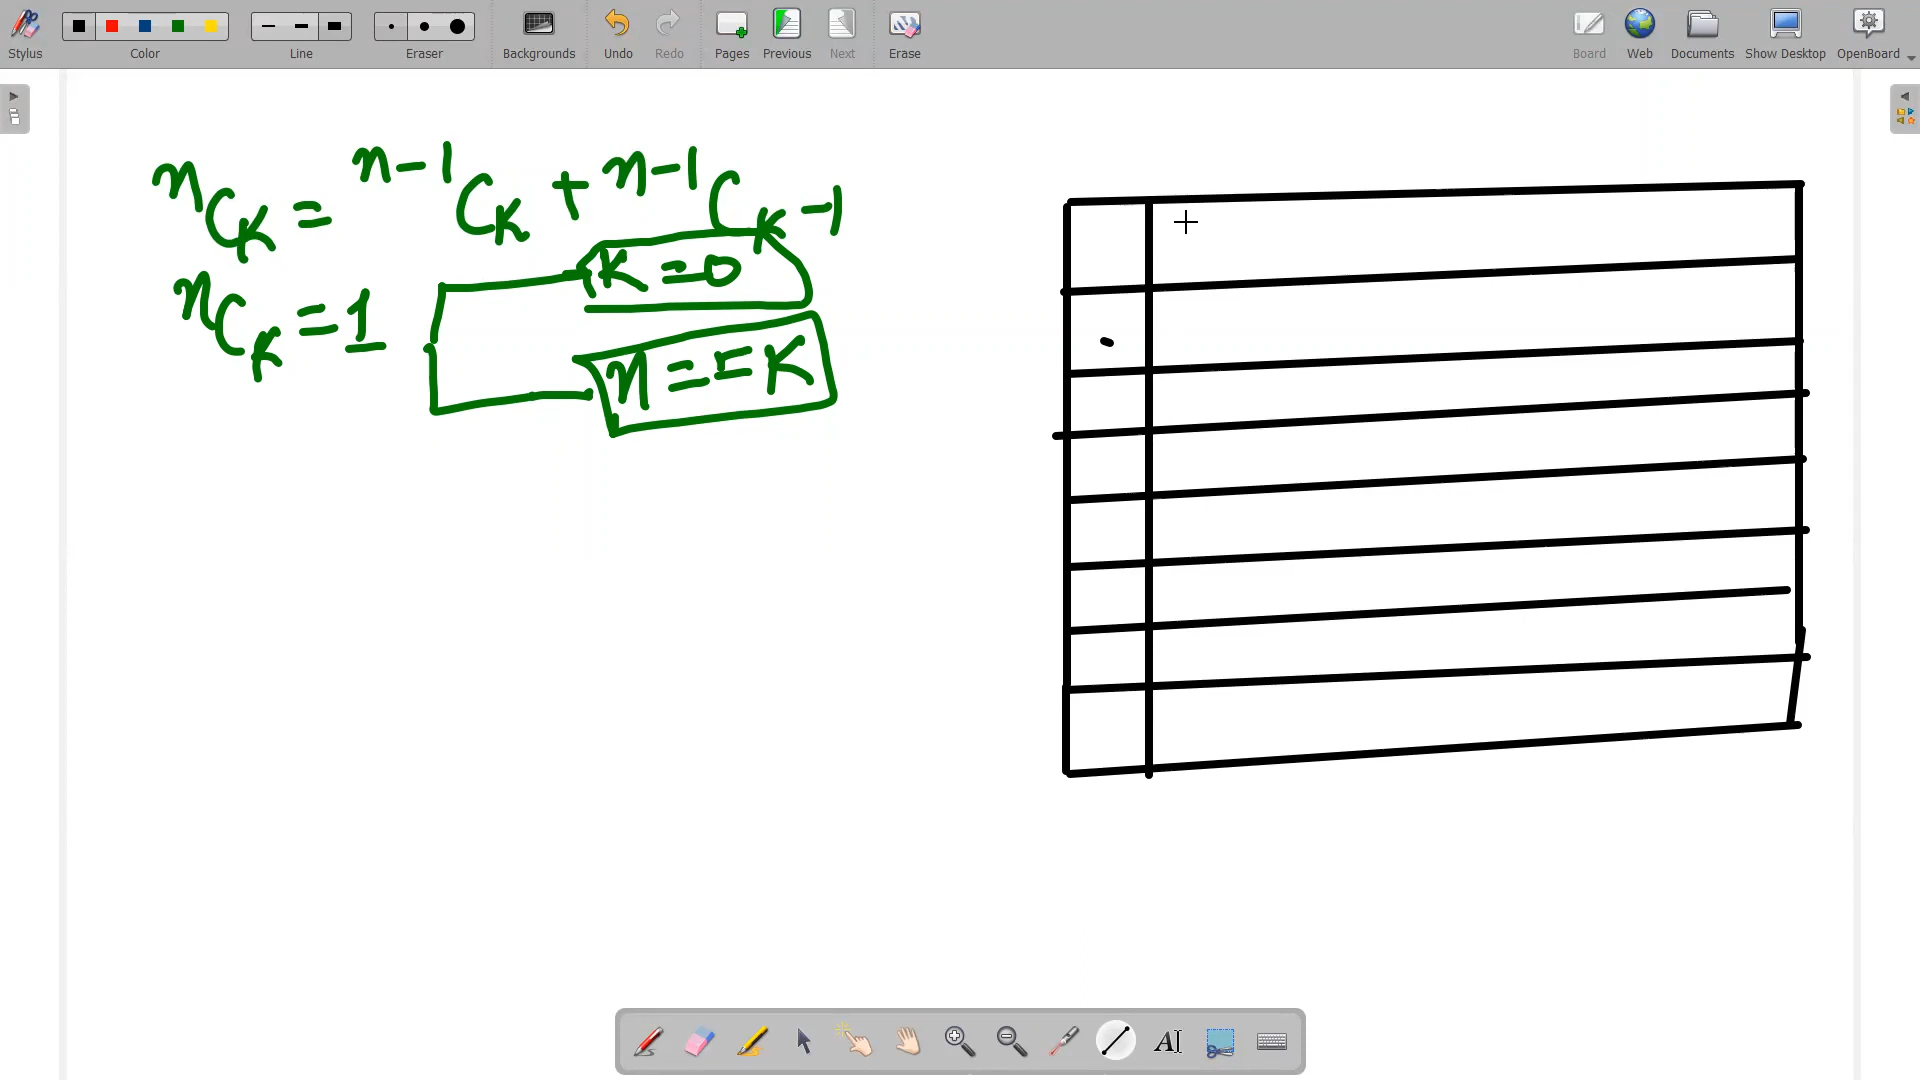 Stylus Color Line Eraser Backgrounds Undo Redo Pages Previous Next Erase Board Web Documents Show Desktop OpenBoard
ⁿCₖ = ⁿ⁻¹Cₖ + ⁿ⁻¹Cₖ₋₁
K = 0
ⁿCₖ = 1
n == K